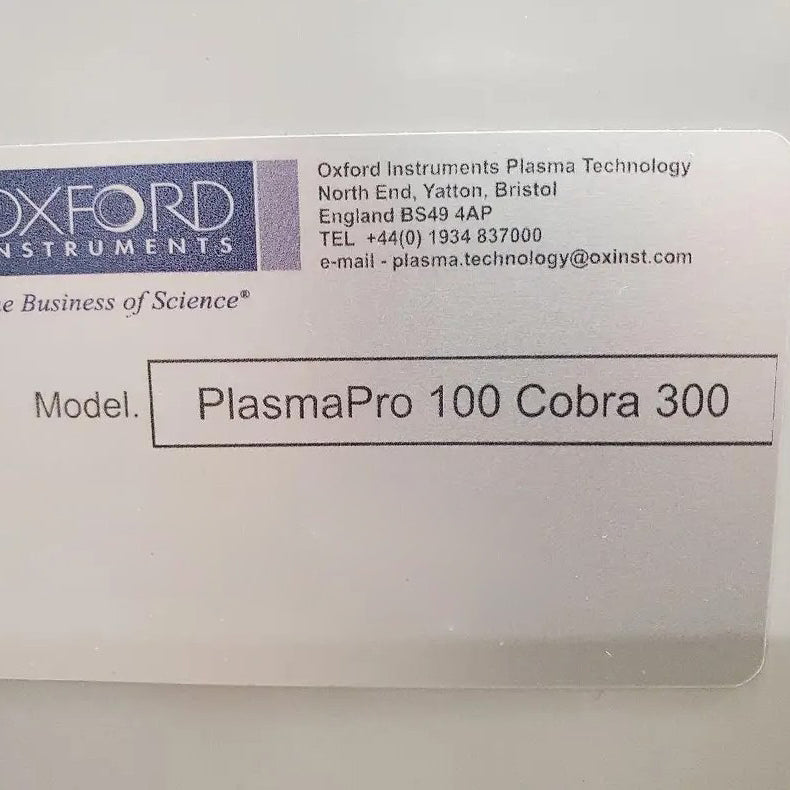 OXFORD
NSTRUMENTS
e Business of Science®
Oxford Instruments Plasma Technology
North End, Yatton, Bristol
England BS49 4AP
TEL +44(0) 1934 837000
e-mail - plasma.technology@oxinst.com
Model. PlasmaPro 100 Cobra 300